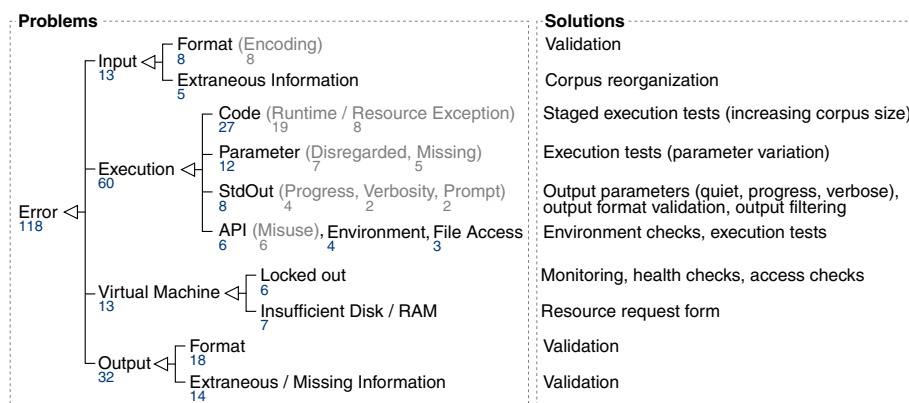 Problems Solutions
Format (Encoding) Validation
8 8
Input
13
Extraneous Information Corpus reorganization
5
Code (Runtime / Resource Exception) Staged execution tests (increasing corpus size)
27 19 8
Parameter (Disregarded, Missing) Execution tests (parameter variation)
12 7 5
Execution
60
StdOut (Progress, Verbosity, Prompt) Output parameters (quiet, progress, verbose),
8 4 2 2 output format validation, output filtering
Error
118
API (Misuse), Environment, File Access Environment checks, execution tests
6 6 4 3
Locked out Monitoring, health checks, access checks
6
Virtual Machine
13
Insufficient Disk / RAM Resource request form
7
Format Validation
18
Output
32
Extraneous / Missing Information Validation
14